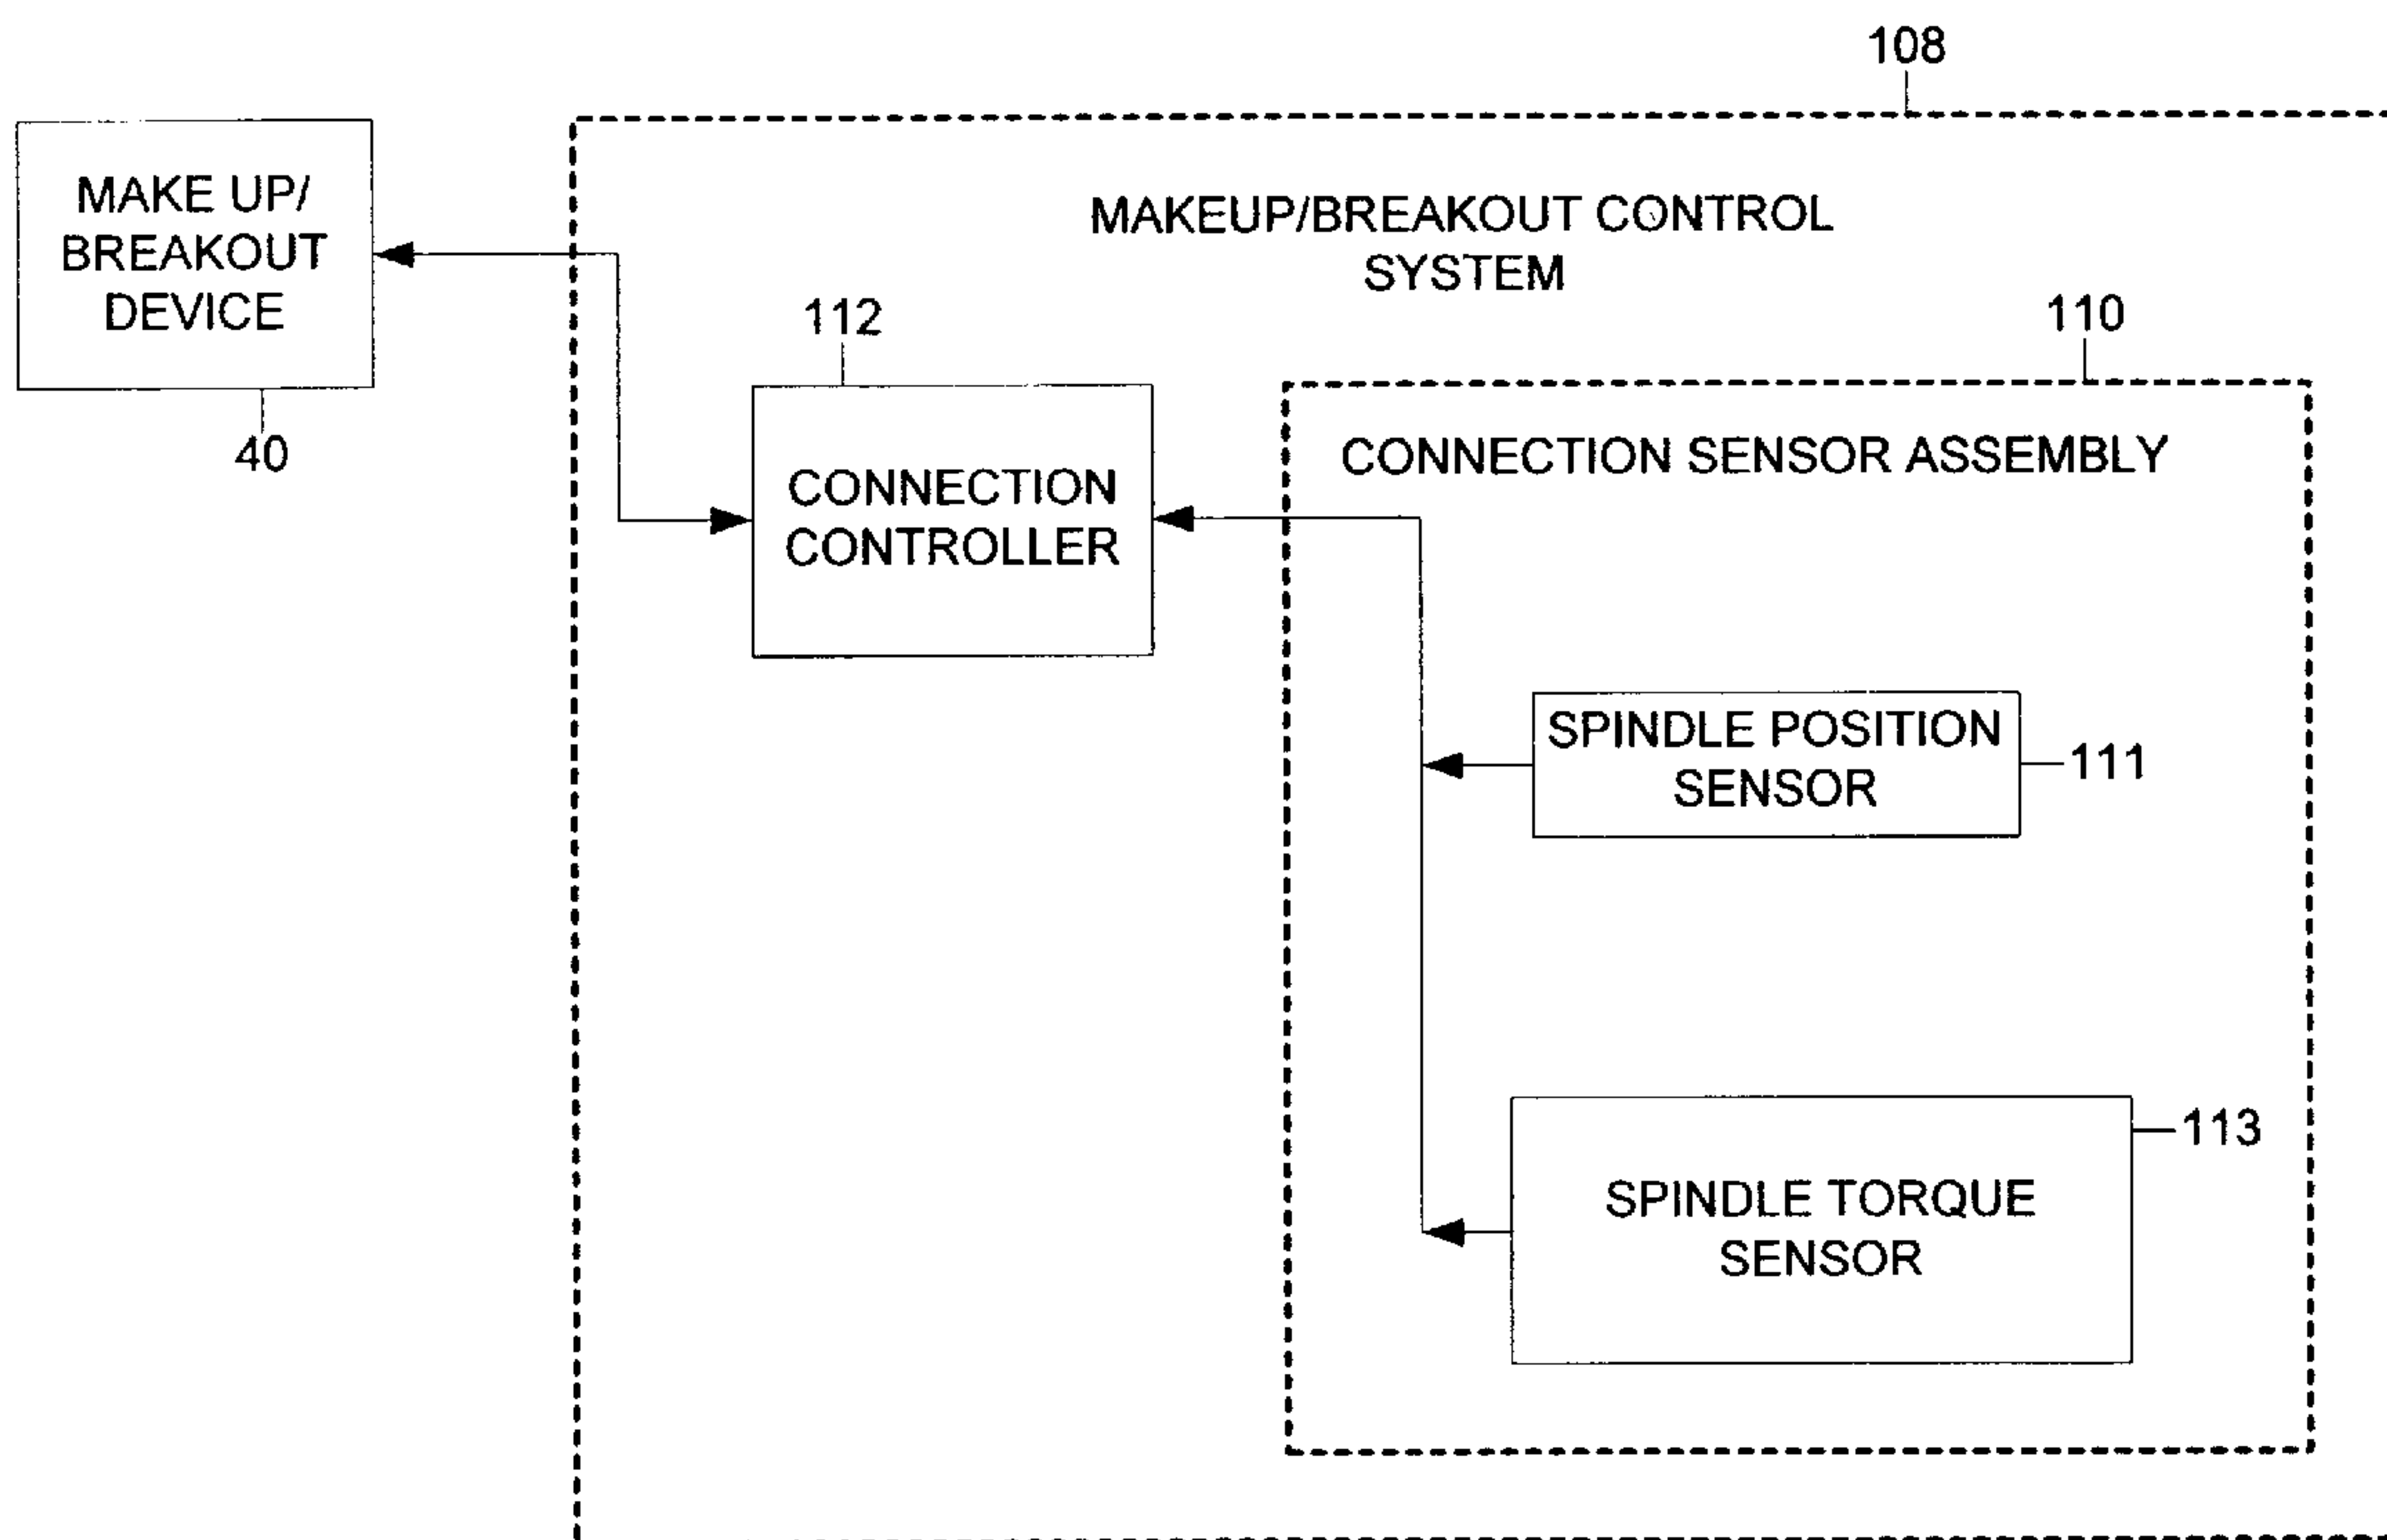 108
MAKE UP/
BREAKOUT
DEVICE
40
MAKEUP/BREAKOUT CONTROL
SYSTEM
112
CONNECTION
CONTROLLER
110
CONNECTION SENSOR ASSEMBLY
SPINDLE POSITION
SENSOR
111
113
SPINDLE TORQUE
SENSOR